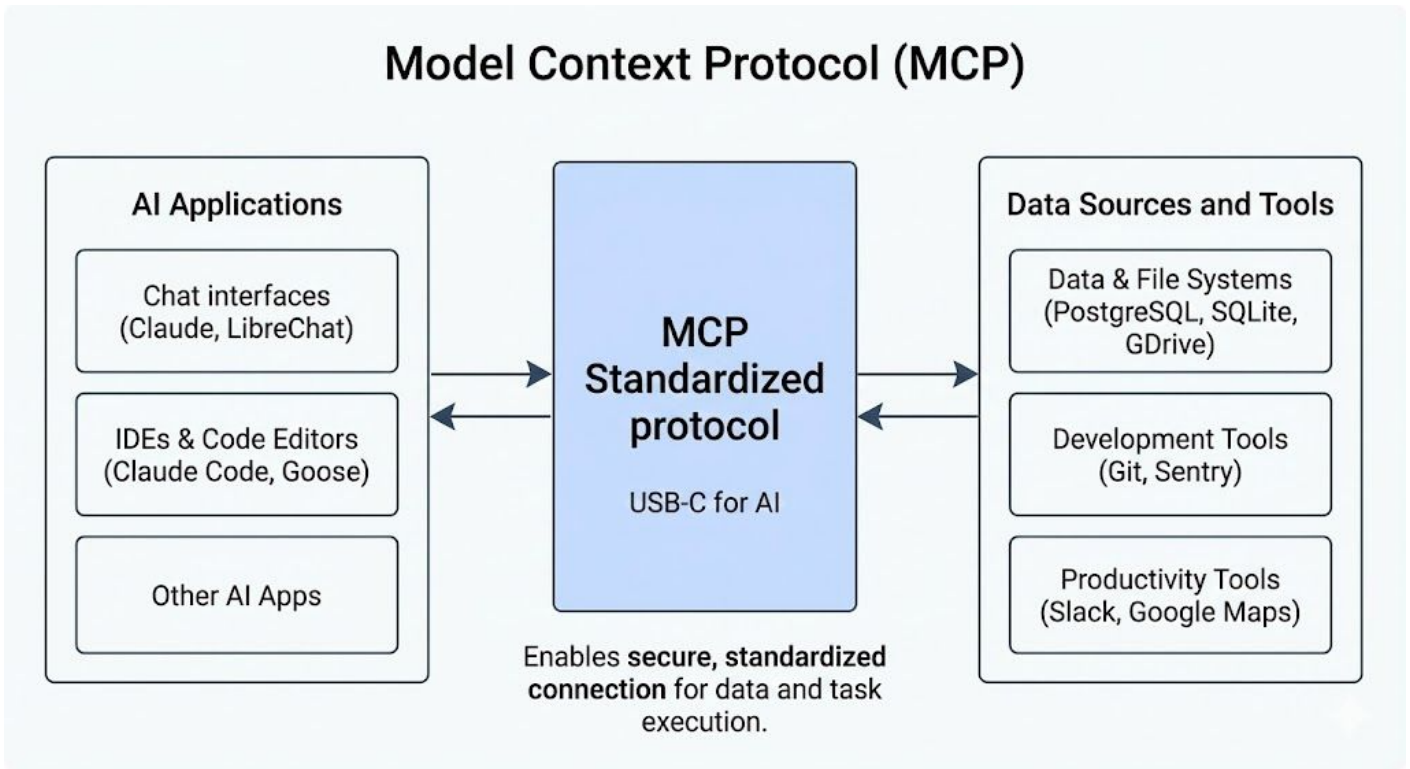 Model Context Protocol (MCP)
AI Applications
Chat interfaces
(Claude, LibreChat)
IDEs & Code Editors
(Claude Code, Goose)
Other AI Apps
MCP
Standardized
protocol
USB-C for AI
Enables secure, standardized
connection for data and task
execution.
Data Sources and Tools
Data & File Systems
(PostgreSQL, SQLite,
GDrive)
Development Tools
(Git, Sentry)
Productivity Tools
(Slack, Google Maps)